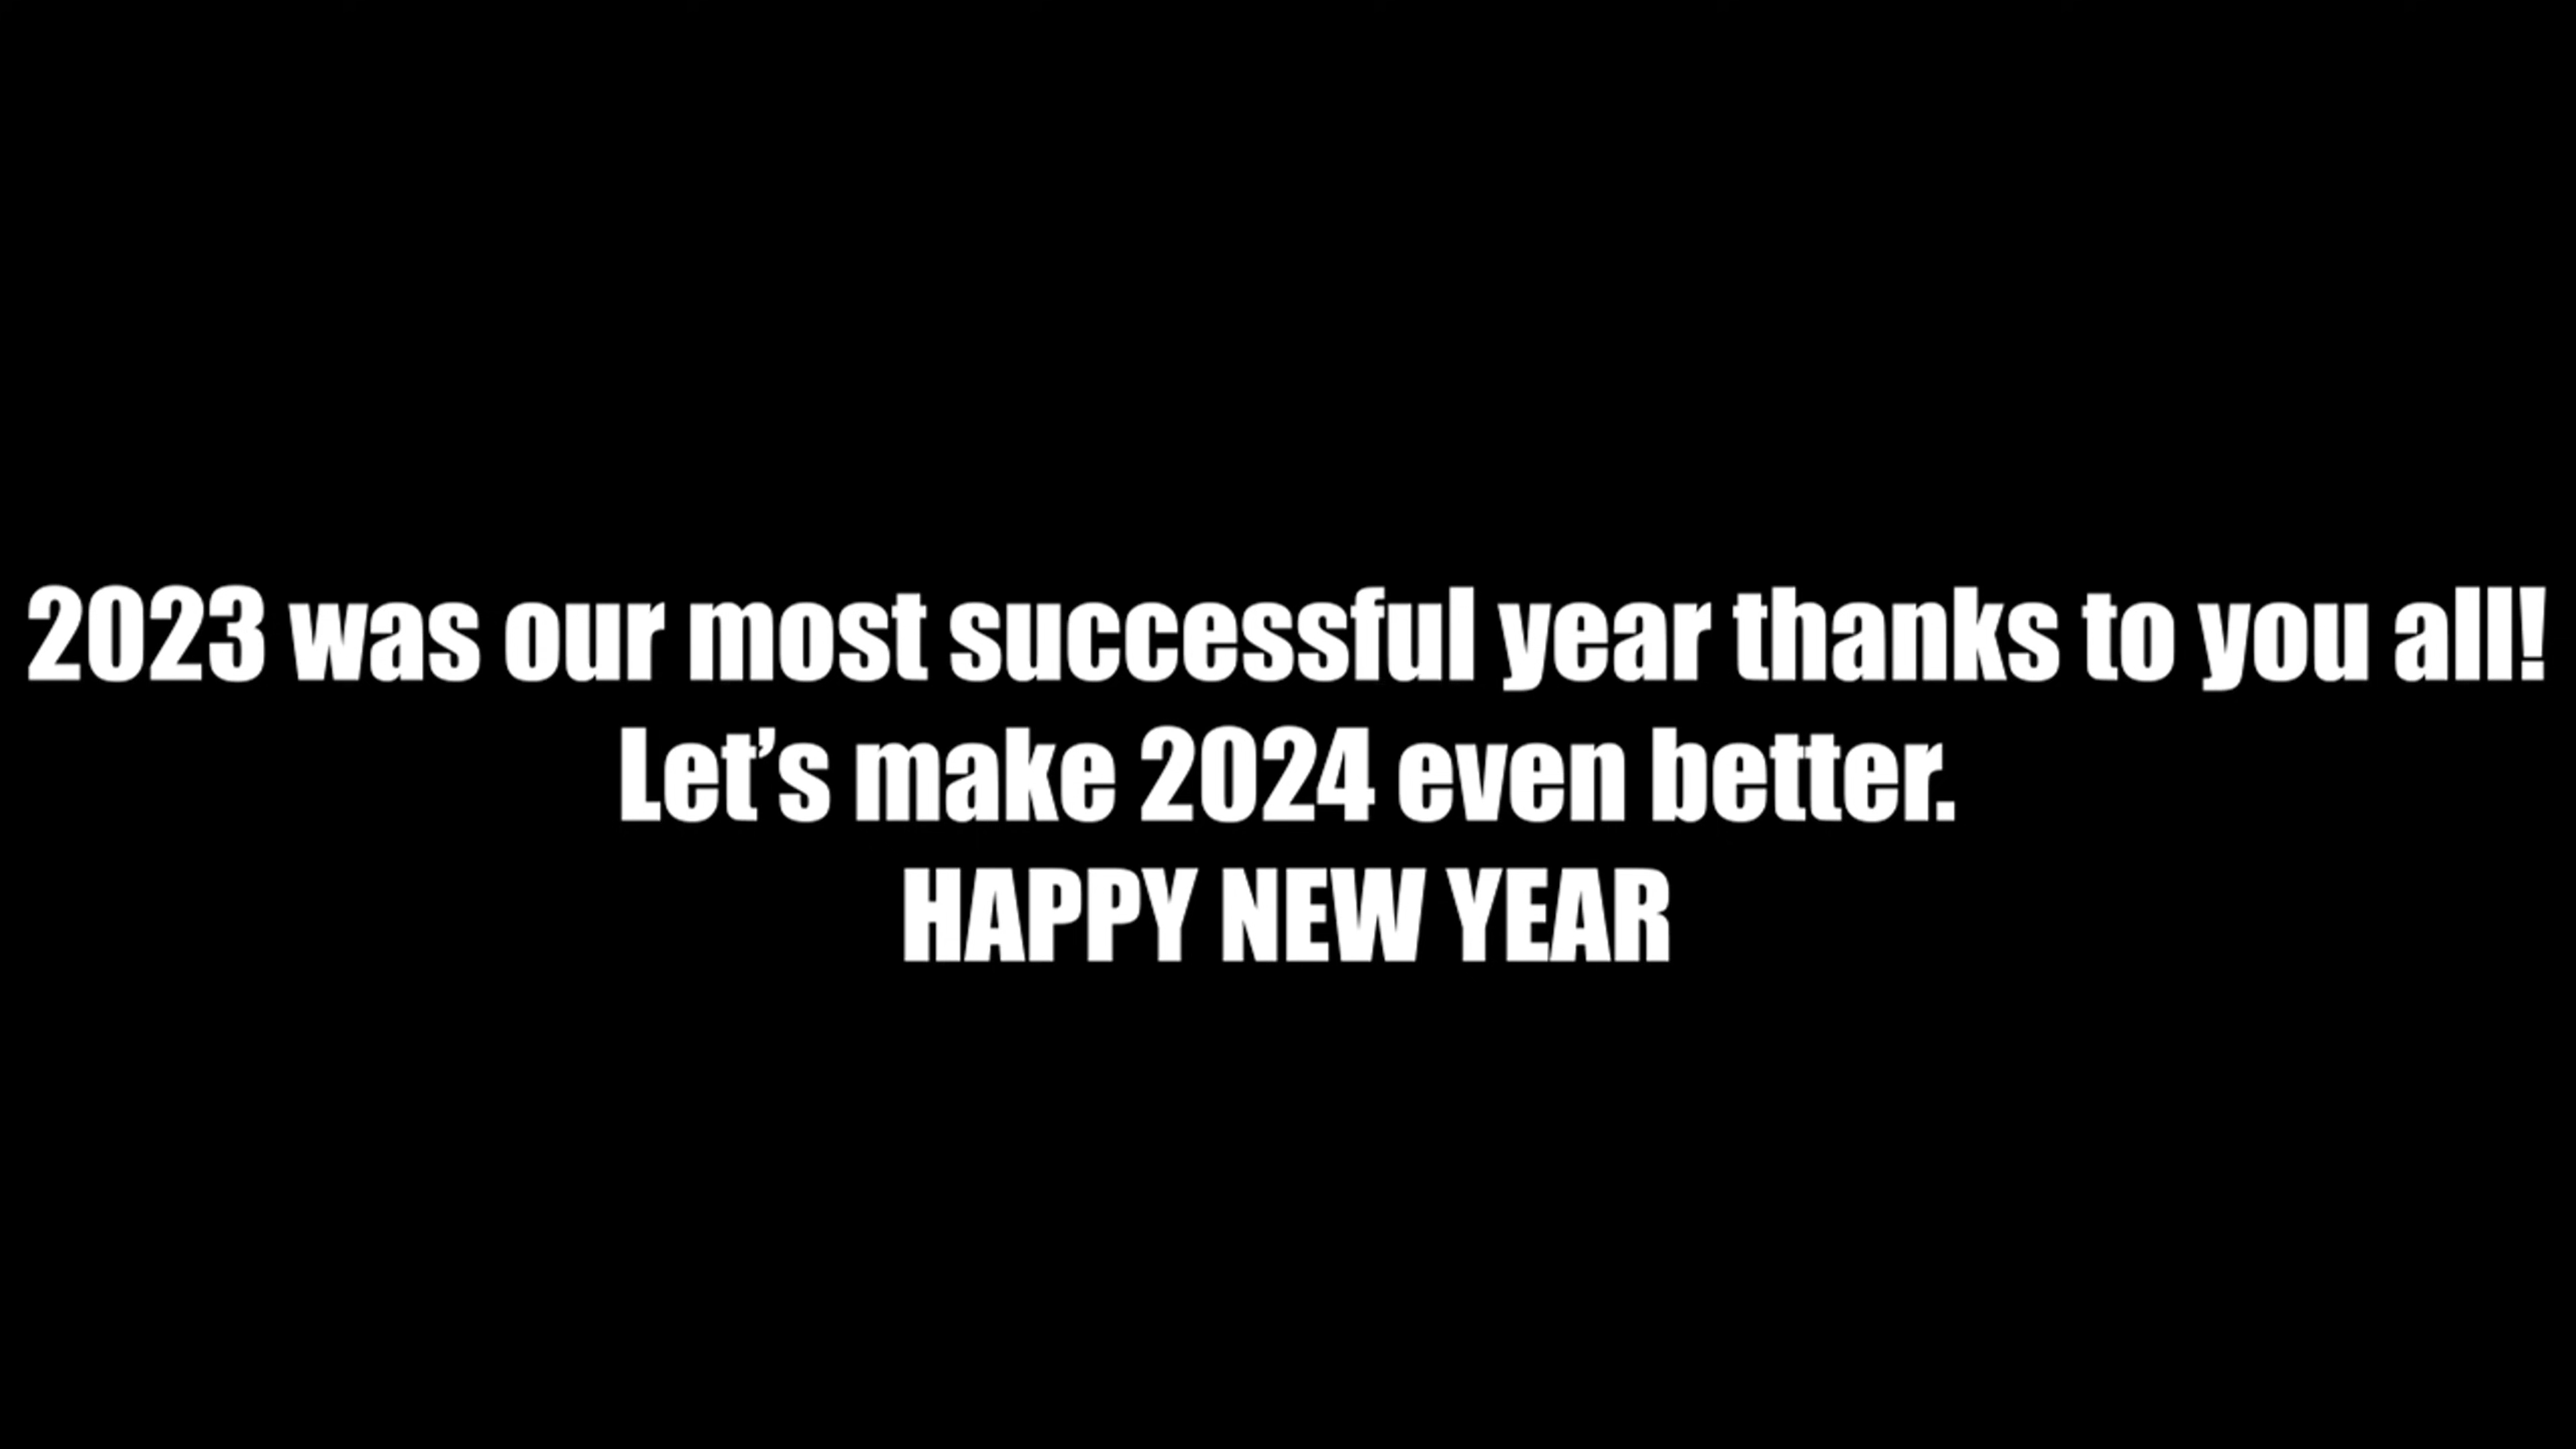 2023 was our most successful year thanks to you all!
Let’s make 2024 even better.
HAPPY NEW YEAR